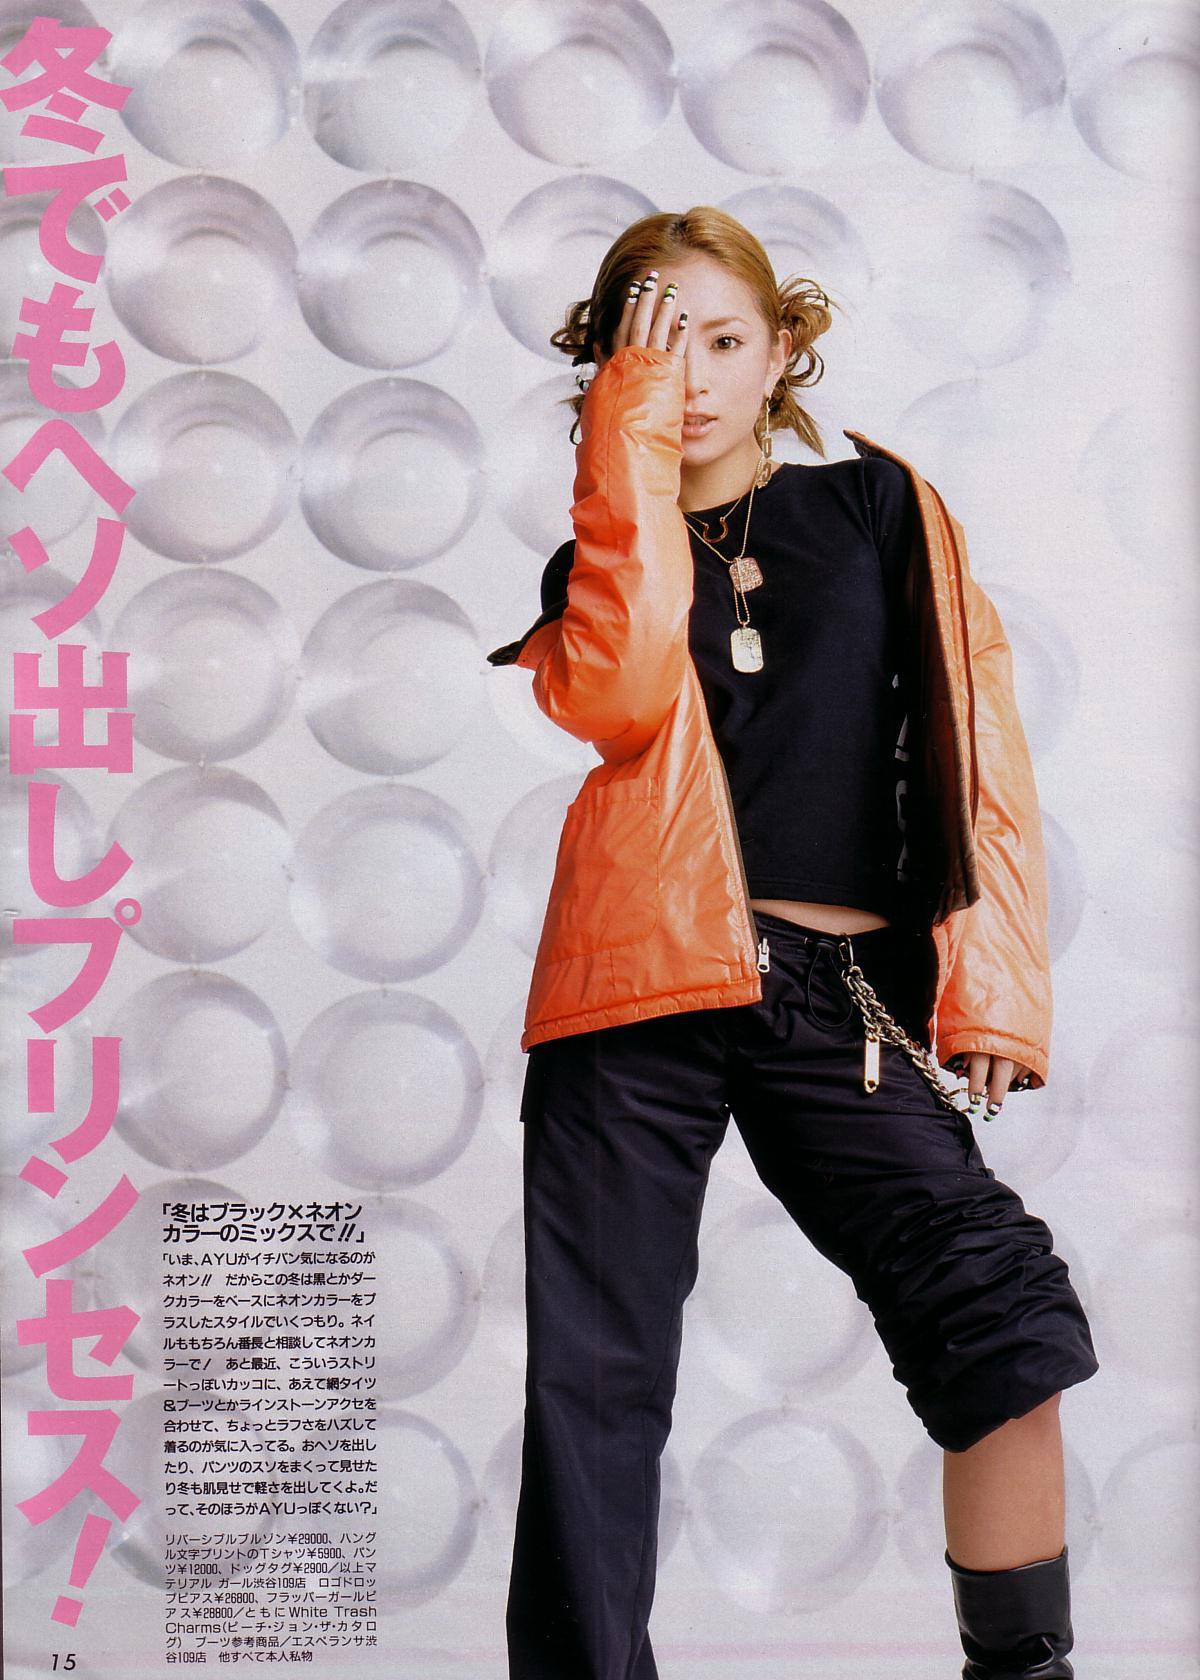 冬でもヘソ出しプリンセス!
「冬はブラック×ネオン
カラーのミックスで!!」
「いま、AYUがイチバン気になるのが
ネオン!! だからこの冬は黒とかダー
クカラーをベースにネオンカラーをプ
ラスしたスタイルでいくつもり。ネイ
ルももちろん番長と相談してネオンカ
ラーで! あと最近、こういうストリ
ートっぽいカッコに、あえて網タイツ
&ブーツとかラインストーンアクセを
合わせて、ちょっとラフさをハズして
着るのが気に入ってる。おヘソを出し
たり、パンツのスソをまくって見せた
り冬も肌見せで軽さを出してくよ。だ
って、そのほうがAYUっぽくない?」
リバーシブルブルゾン¥29000、ハング
ル文字プリントのTシャツ¥5900、パン
ツ¥12000、ドッグタグ¥2900/以上マ
テリアル ガール渋谷109店 ロゴドロッ
プピアス¥26800、フラッパーガールピ
アス¥28800/ともにWhite Trash
Charms(ピーチ・ジョン・ザ・カタロ
グ) ブーツ参考商品/エスペランサ渋
谷109店 他すべて本人私物
15